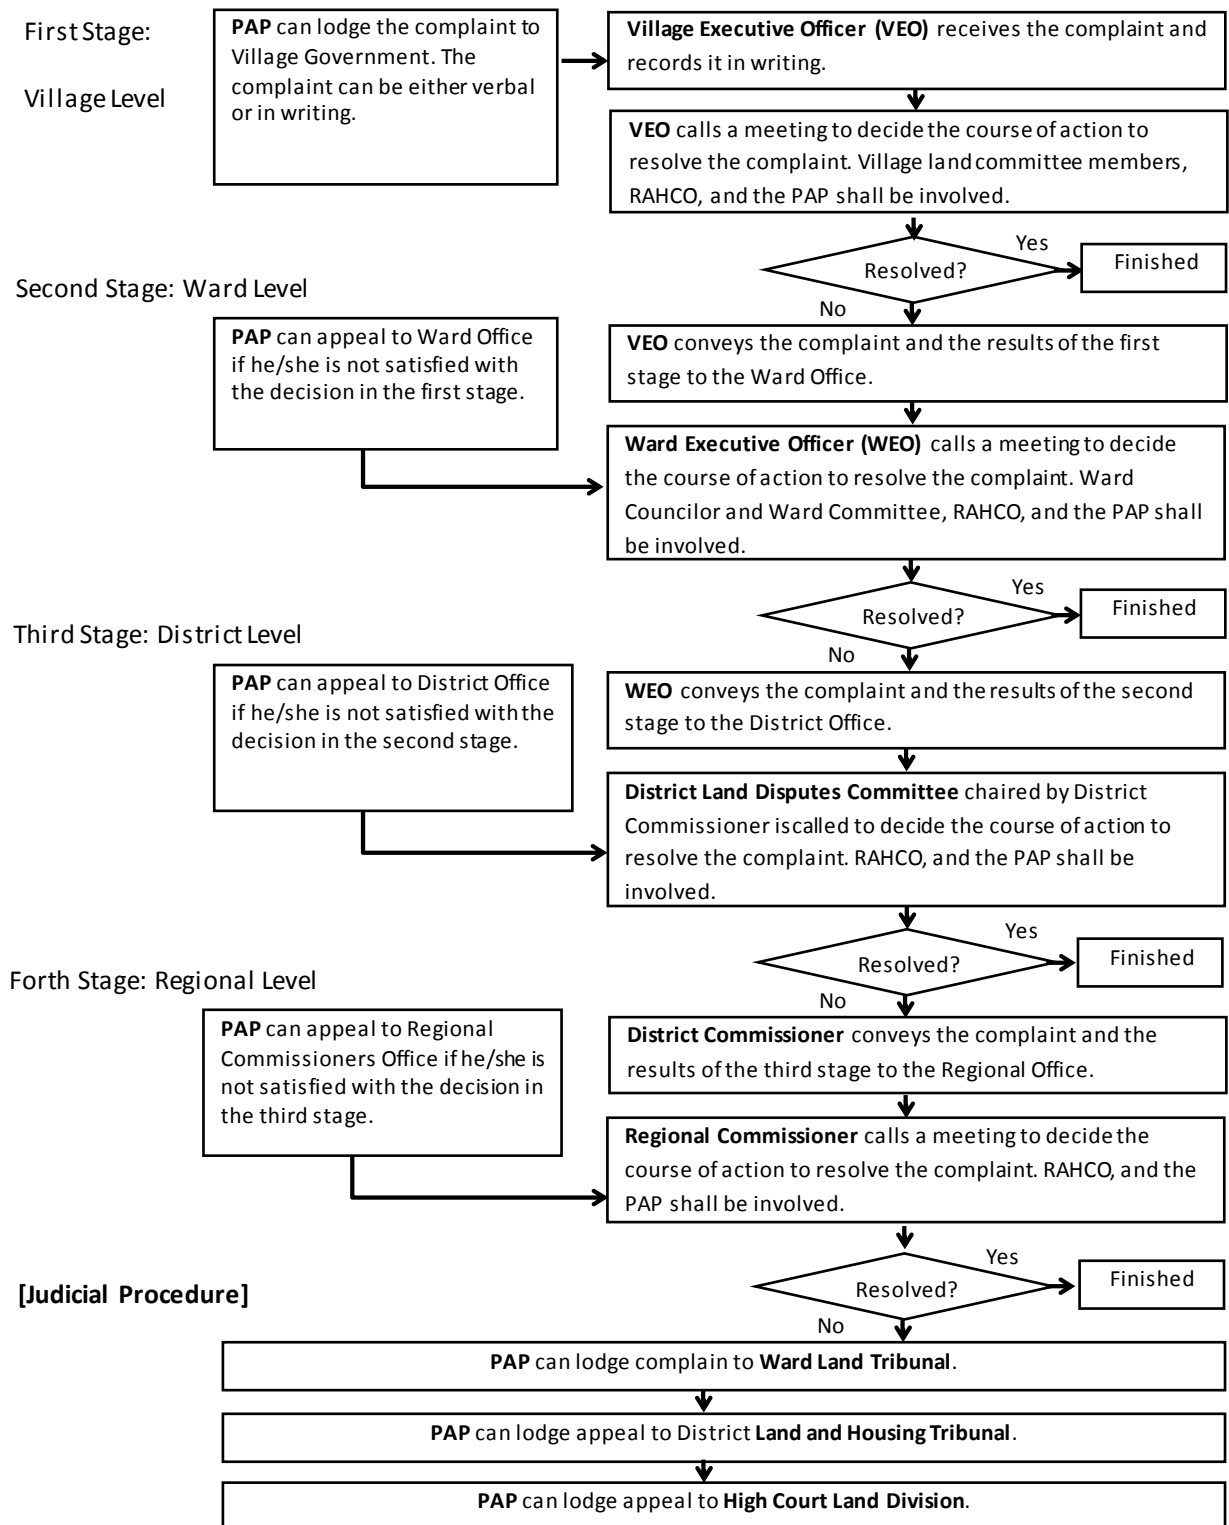 First Stage:
Village Level
PAP can lodge the complaint to
Village Government. The
complaint can be either verbal
or in writing.
Village Executive Officer (VEO) receives the complaint and
records it in writing.
VEO calls a meeting to decide the course of action to
resolve the complaint. Village land committee members,
RAHCO, and the PAP shall be involved.
Resolved?
Yes
Finished
No
Second Stage: Ward Level
PAP can appeal to Ward Office
if he/she is not satisfied with
the decision in the first stage.
VEO conveys the complaint and the results of the first
stage to the Ward Office.
Ward Executive Officer (WEO) calls a meeting to decide
the course of action to resolve the complaint. Ward
Councilor and Ward Committee, RAHCO, and the PAP shall
be involved.
Resolved?
Yes
Finished
No
Third Stage: District Level
PAP can appeal to District Office
if he/she is not satisfied with the
decision in the second stage.
WEO conveys the complaint and the results of the second
stage to the District Office.
District Land Disputes Committee chaired by District
Commissioner iscalled to decide the course of action to
resolve the complaint. RAHCO, and the PAP shall be
involved.
Resolved?
Yes
Finished
No
Forth Stage: Regional Level
PAP can appeal to Regional
Commissioners Office if he/she is
not satisfied with the decision in
the third stage.
District Commissioner conveys the complaint and the
results of the third stage to the Regional Office.
Regional Commissioner calls a meeting to decide the
course of action to resolve the complaint. RAHCO, and the
PAP shall be involved.
Resolved?
Yes
Finished
No
[Judicial Procedure]
PAP can lodge complain to Ward Land Tribunal.
PAP can lodge appeal to District Land and Housing Tribunal.
PAP can lodge appeal to High Court Land Division.